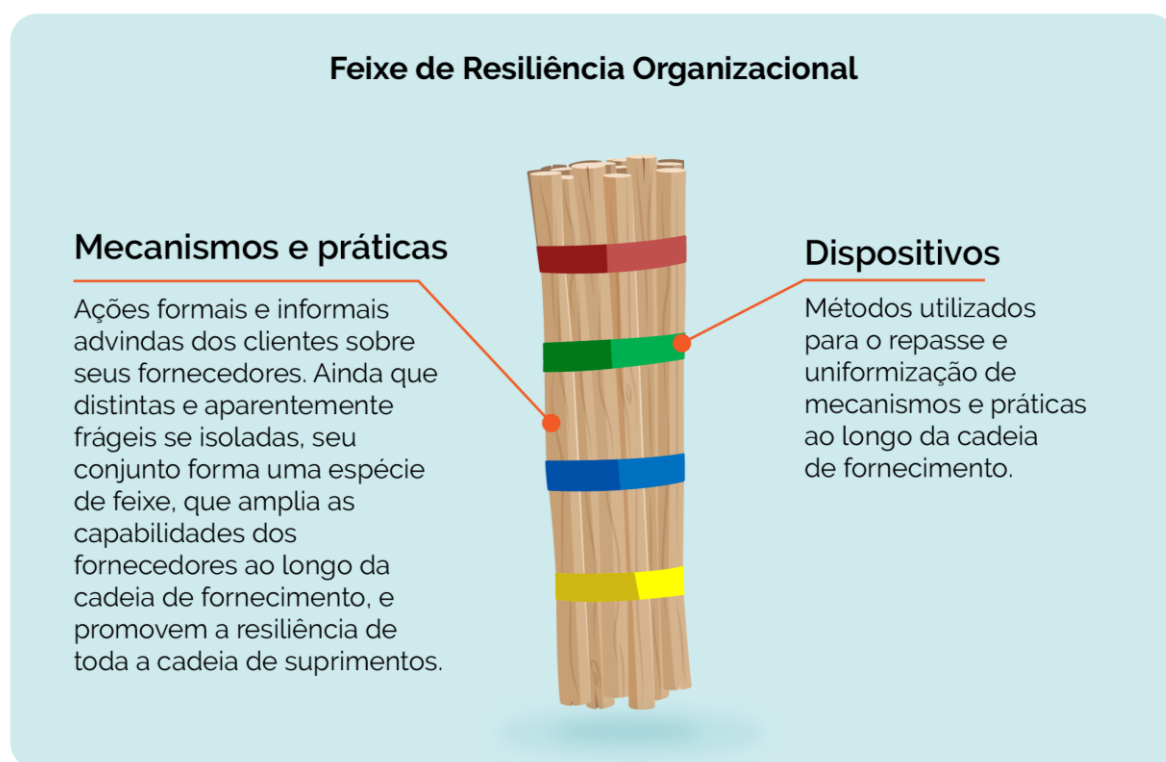 Feixe de Resiliência Organizacional
Mecanismos e práticas
Ações formais e informais
advindas dos clientes sobre
seus fornecedores. Ainda que
distintas e aparentemente
frágeis se isoladas, seu
conjunto forma uma espécie
de feixe, que amplia as
capabilidades dos
fornecedores ao longo da
cadeia de fornecimento, e
promovem a resiliência de
toda a cadeia de suprimentos.
Dispositivos
Métodos utilizados
para o repasse e
uniformização de
mecanismos e práticas
ao longo da cadeia
de fornecimento.